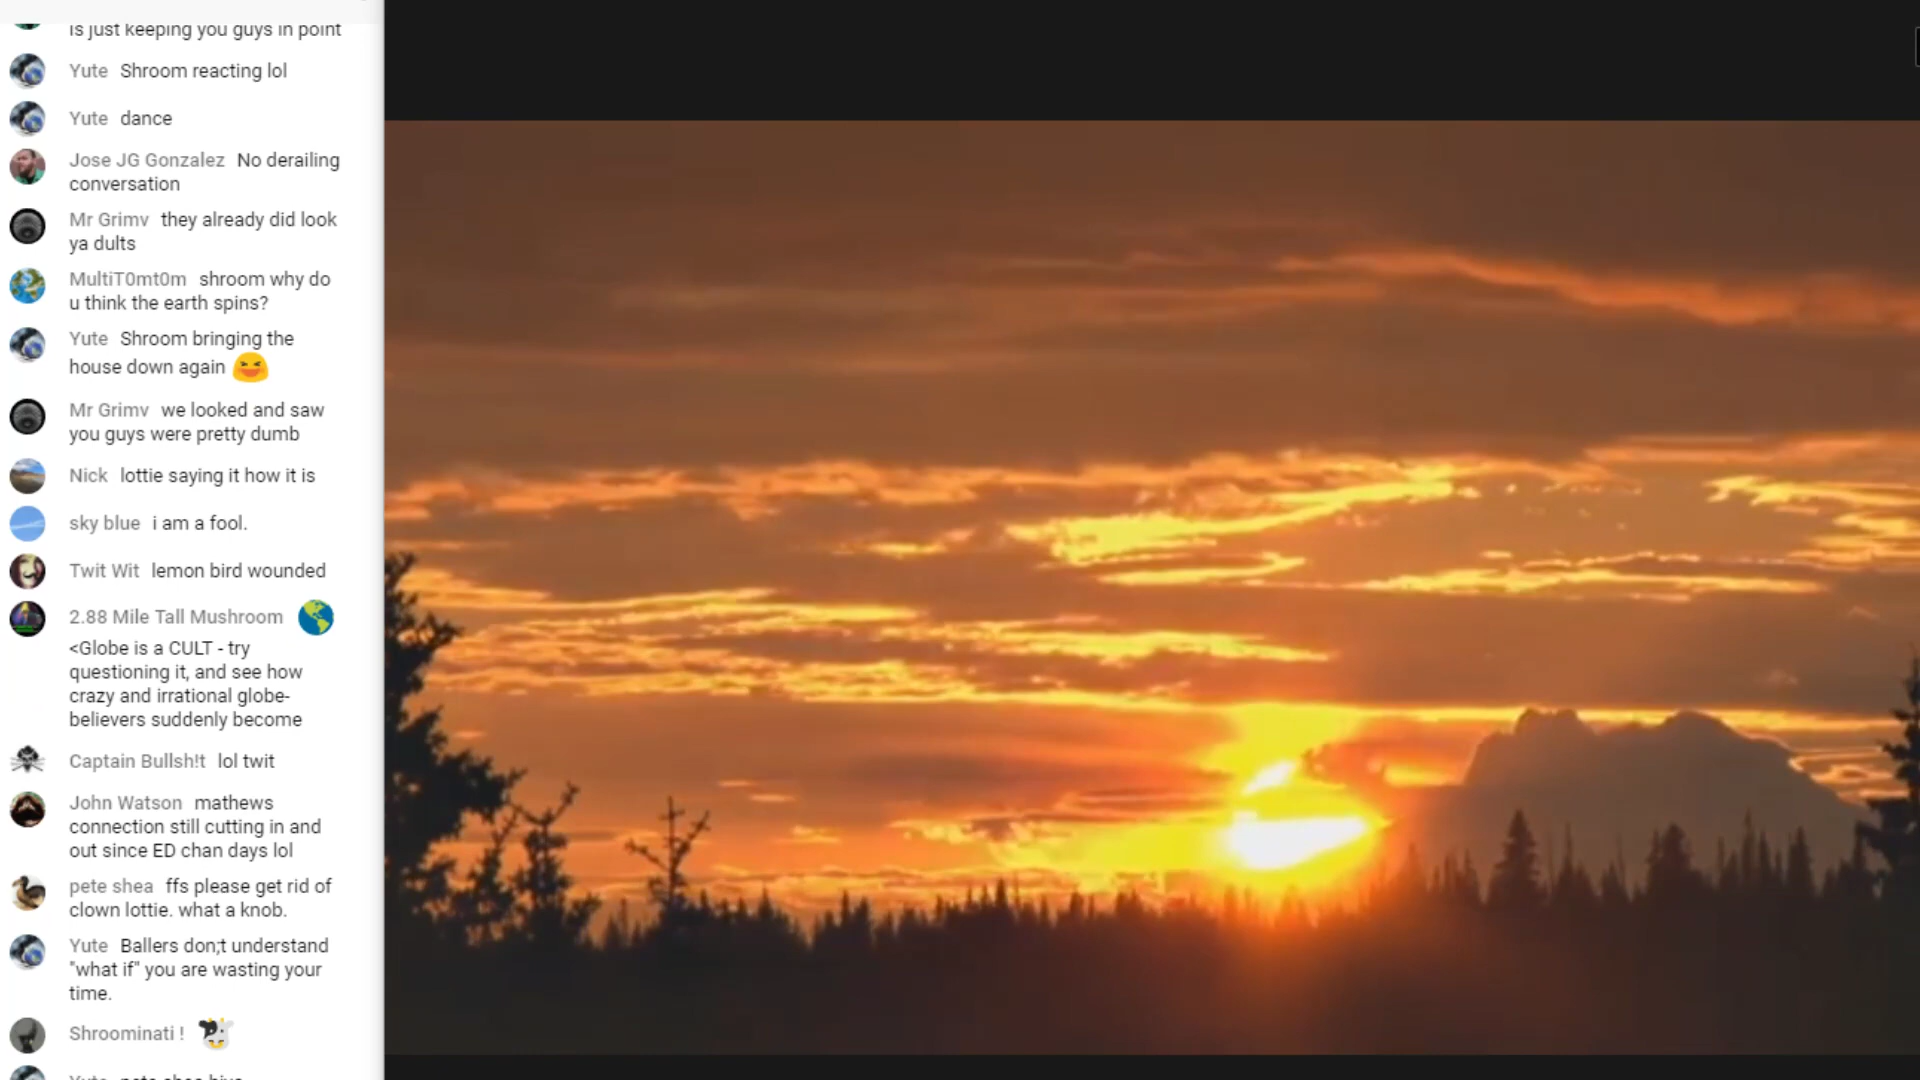 is just keeping you guys in point
Yute Shroom reacting lol
Yute dance
Jose JG Gonzalez No derailing
conversation
Mr Grimv they already did look
ya dults
MultiT0mt0m shroom why do
u think the earth spins?
Yute Shroom bringing the
house down again
Mr Grimv we looked and saw
you guys were pretty dumb
Nick lottie saying it how it is
sky blue i am a fool.
Twit Wit lemon bird wounded
2.88 Mile Tall Mushroom
<Globe is a CULT - try
questioning it, and see how
crazy and irrational globe-
believers suddenly become
Captain Bullsh!t lol twit
John Watson mathews
connection still cutting in and
out since ED chan days lol
pete shea ffs please get rid of
clown lottie. what a knob.
Yute Ballers don;t understand
"what if" you are wasting your
time.
Shroominati !
Yute pete shea